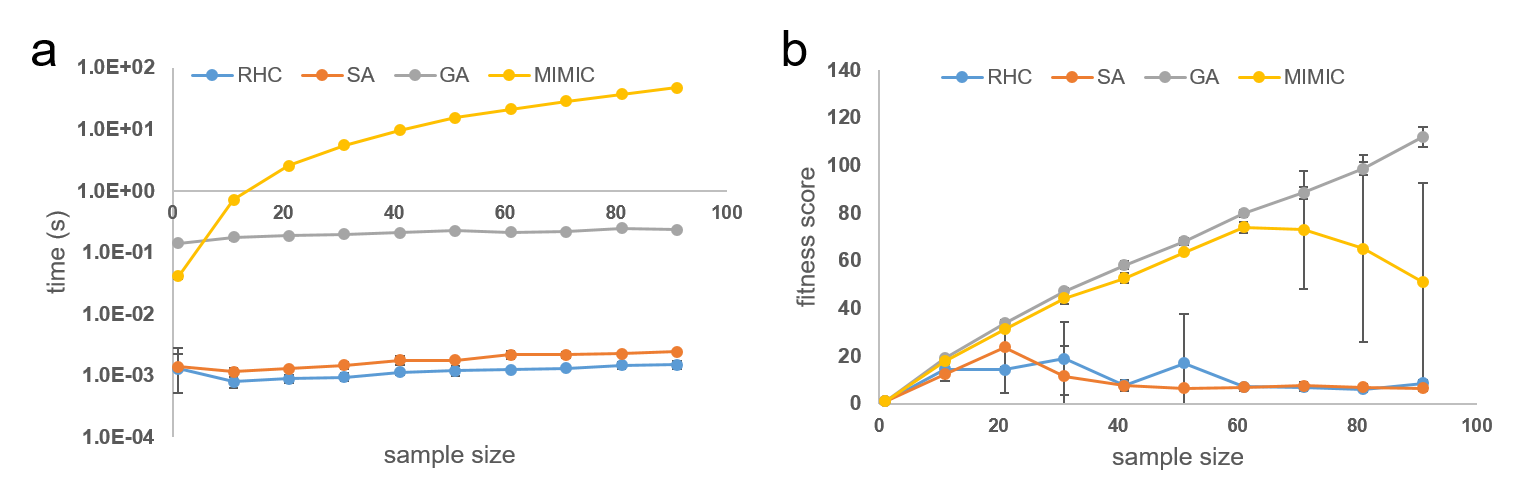 a
RHC SA GA MIMIC
1.0E+02
1.0E+01
1.0E+00
1.0E-01
1.0E-02
1.0E-03
1.0E-04
0 20 40 60 80 100
time (s)
sample size
b
RHC SA GA MIMIC
140
120
100
80
60
40
20
0
0 20 40 60 80 100
fitness score
sample size